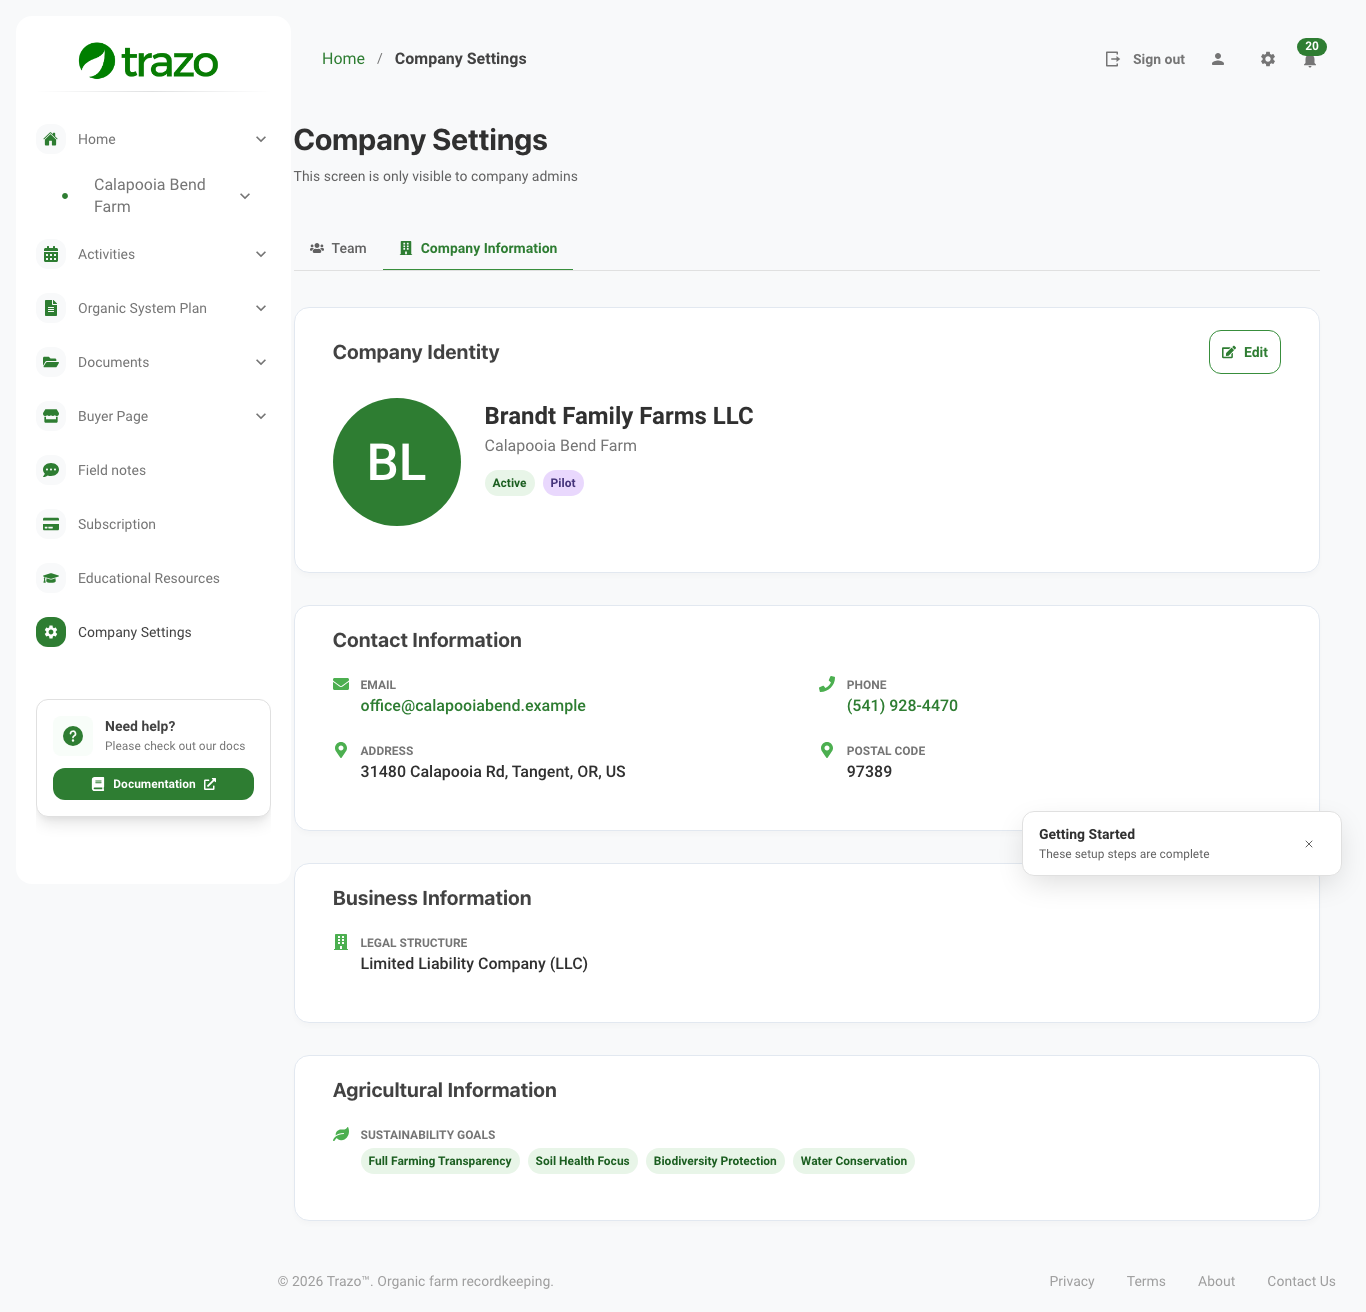 trazo
Home / Company Settings
Sign out
20
Home
Calapooia Bend
Farm
Activities
Organic System Plan
Documents
Buyer Page
Field notes
Subscription
Educational Resources
Company Settings
Need help?
Please check out our docs
Documentation
Company Settings
This screen is only visible to company admins
Team
Company Information
Company Identity
Edit
BL
Brandt Family Farms LLC
Calapooia Bend Farm
Active Pilot
Contact Information
EMAIL
office@calapooiabend.example
PHONE
(541) 928-4470
ADDRESS
31480 Calapooia Rd, Tangent, OR, US
POSTAL CODE
97389
Getting Started
These setup steps are complete
Business Information
LEGAL STRUCTURE
Limited Liability Company (LLC)
Agricultural Information
SUSTAINABILITY GOALS
Full Farming Transparency Soil Health Focus Biodiversity Protection Water Conservation
© 2026 Trazo™. Organic farm recordkeeping.
Privacy Terms About Contact Us